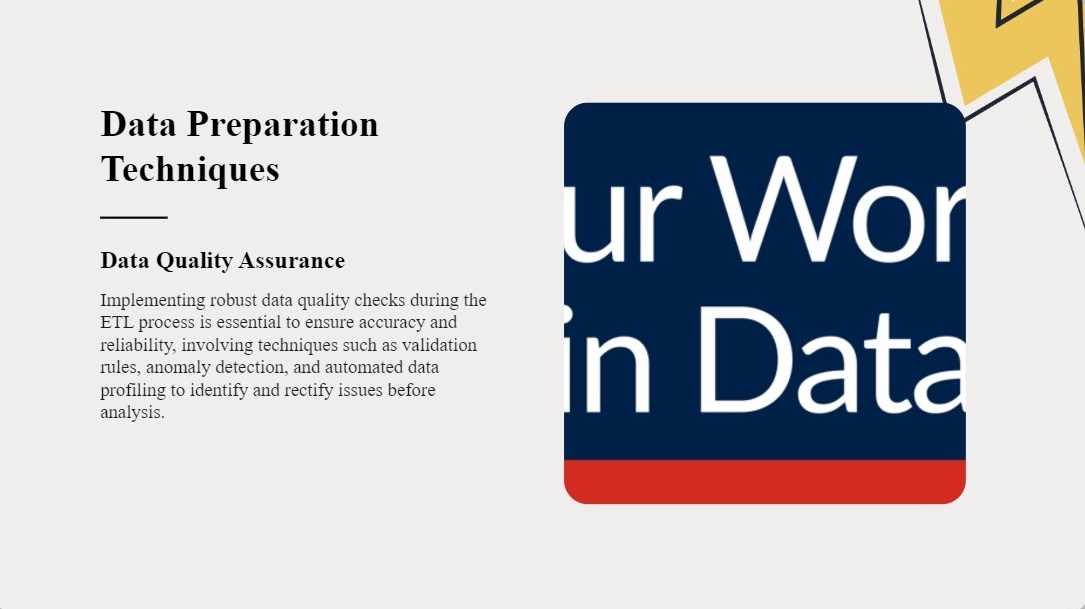 Data Preparation
Techniques
Data Quality Assurance
Implementing robust data quality checks during the
ETL process is essential to ensure accuracy and
reliability, involving techniques such as validation
rules, anomaly detection, and automated data
profiling to identify and rectify issues before
analysis.
ur Wor
in Data